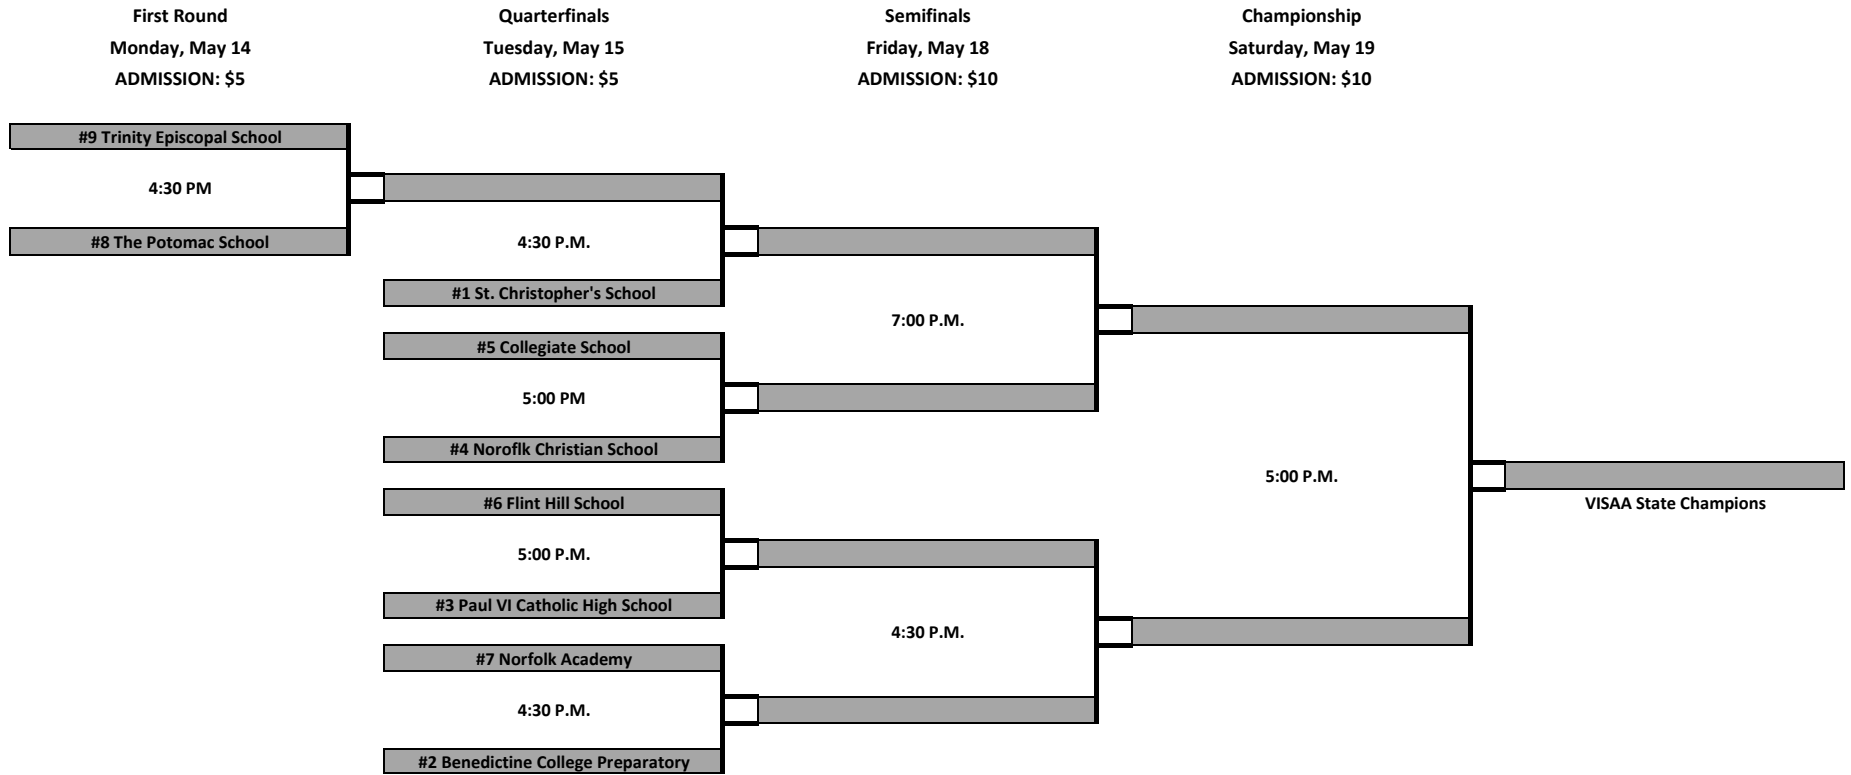 First Round
Monday, May 14
ADMISSION: $5
Quarterfinals
Tuesday, May 15
ADMISSION: $5
Semifinals
Friday, May 18
ADMISSION: $10
Championship
Saturday, May 19
ADMISSION: $10
#9 Trinity Episcopal School
4:30 PM
#8 The Potomac School
4:30 P.M.
#1 St. Christopher's School
#5 Collegiate School
5:00 PM
#4 Noroflk Christian School
#6 Flint Hill School
5:00 P.M.
#3 Paul VI Catholic High School
#7 Norfolk Academy
4:30 P.M.
#2 Benedictine College Preparatory
7:00 P.M.
4:30 P.M.
5:00 P.M.
VISAA State Champions